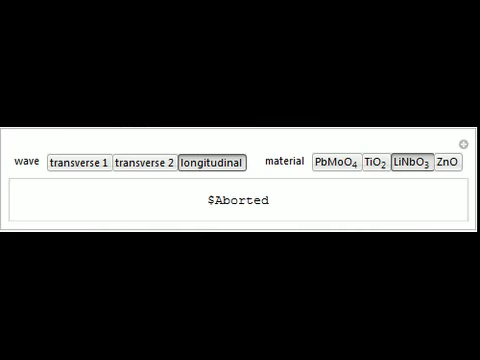 wave transverse 1 transverse 2 longitudinal material PbMoO₄ TiO₂ LiNbO₃ ZnO
$Aborted